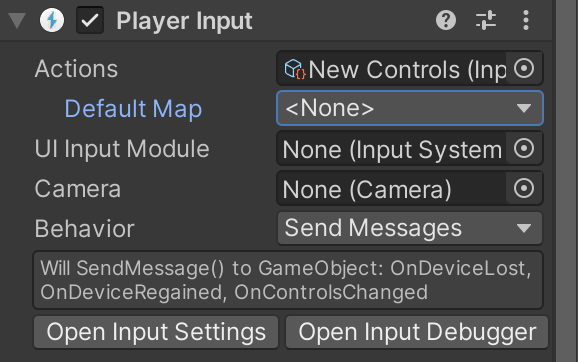 Player Input
Actions New Controls (Inp
Default Map <None>
UI Input Module None (Input System
Camera None (Camera)
Behavior Send Messages
Will SendMessage() to GameObject: OnDeviceLost,
OnDeviceRegained, OnControlsChanged
Open Input Settings Open Input Debugger